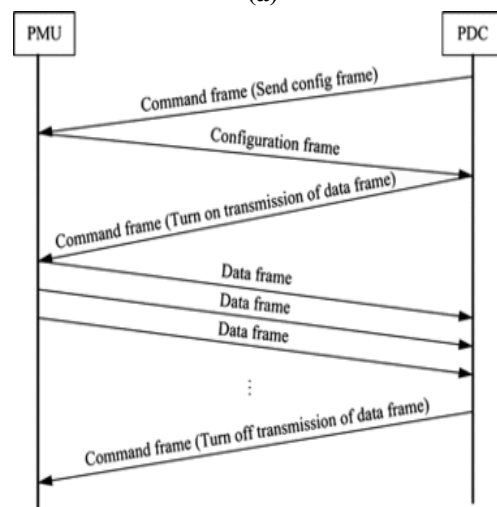 (a)
PMU
PDC
Command frame (Send config frame)
Configuration frame
Command frame (Turn on transmission of data frame)
Data frame
Data frame
Data frame
⋮
Command frame (Turn off transmission of data frame)